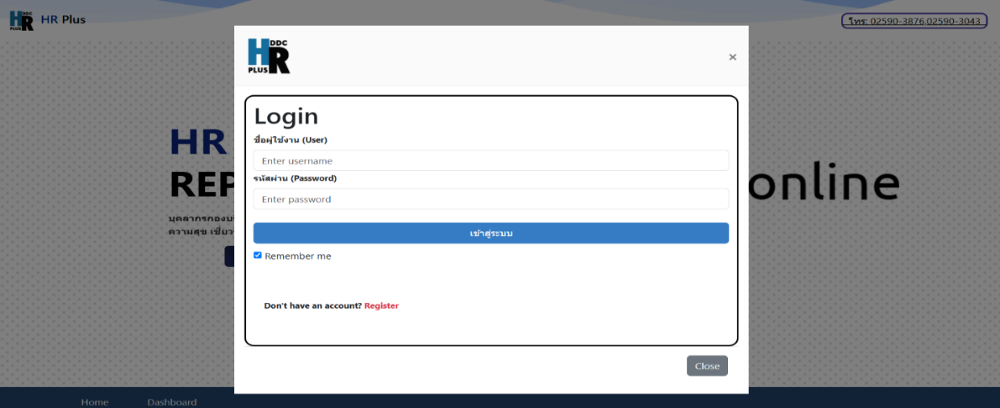 DDC
HR
PLUS
HR Plus
โทร: 02590-3876,02590-3043
DDC
HR
PLUS
×
Login
ชื่อผู้ใช้งาน (User)
Enter username
รหัสผ่าน (Password)
Enter password
เข้าสู่ระบบ
Remember me
Don't have an account? Register
Close
HR
REP
online
บุคลากรกองบ
ความสุข เชี่ยว
Home
Dashboard